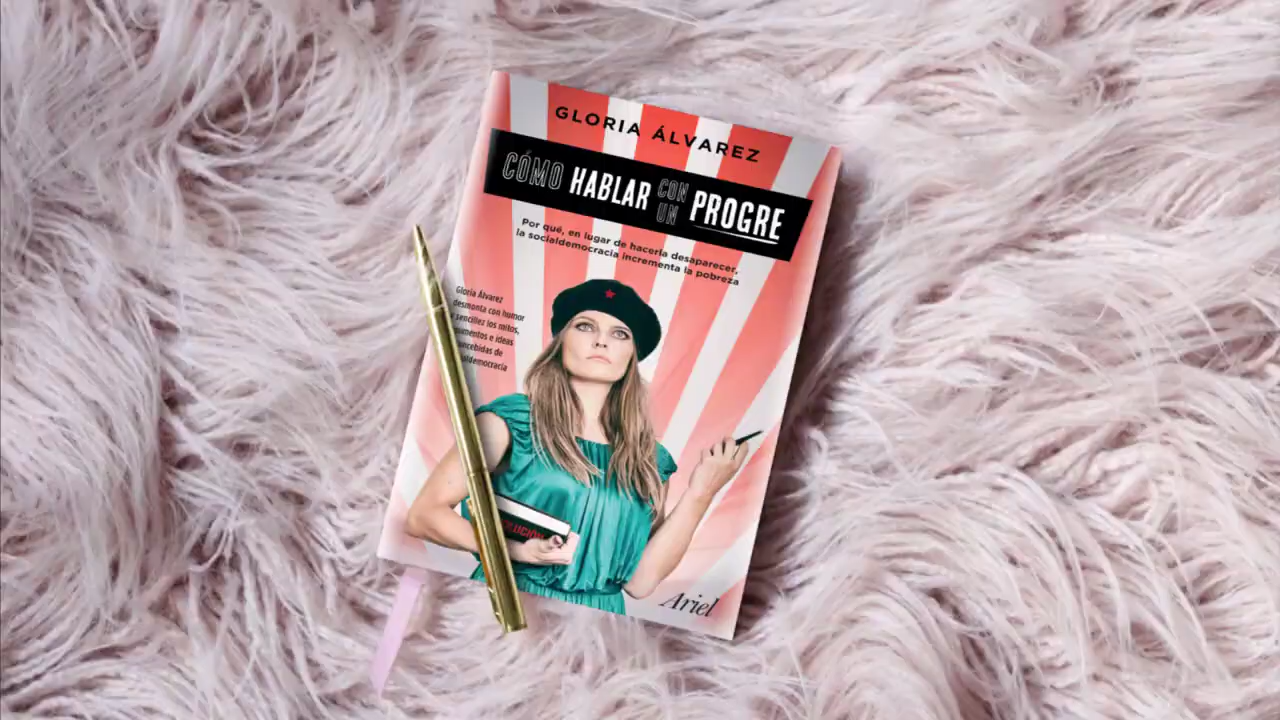 GLORIA ÁLVAREZ
CÓMO HABLAR CON UN PROGRE
Por qué, en lugar de hacerla desaparecer,
la socialdemocracia incrementa la pobreza
Gloria Álvarez
desmonta con humor
sencillez los mitos,
e ideas
de
Ariel